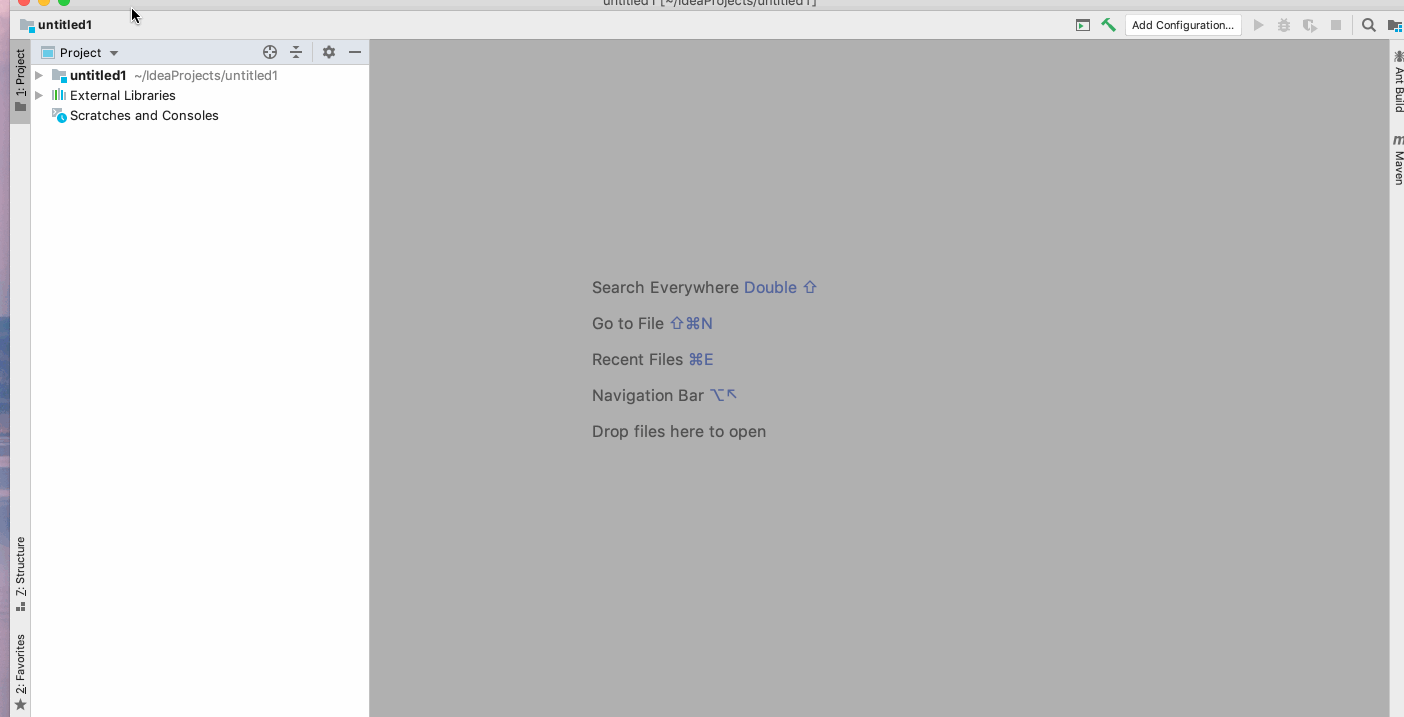 untitled1 [~/IdeaProjects/untitled1]
untitled1
Add Configuration...
Project
1: Project
untitled1 ~/IdeaProjects/untitled1
External Libraries
Scratches and Consoles
Search Everywhere Double ⇧
Go to File ⇧⌘N
Recent Files ⌘E
Navigation Bar ⌥↖
Drop files here to open
7: Structure
2: Favorites
Ant Build
m
Maven